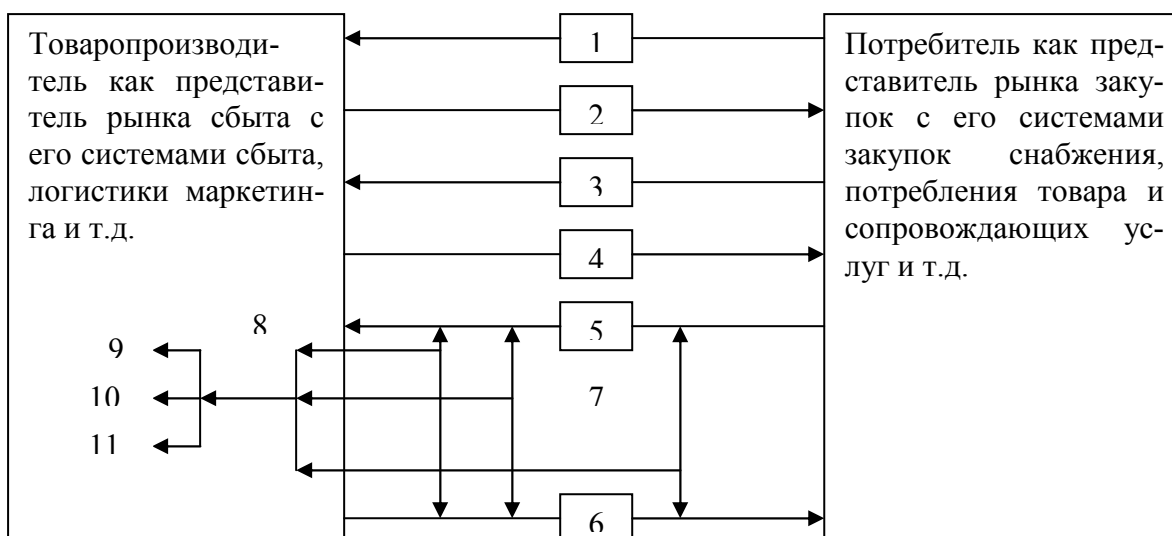 Товаропроизводи-
тель как представи-
тель рынка сбыта с
его системами сбыта,
логистики маркетин-
га и т.д.
1
2
3
4
5
6
7
8
9
10
11
Потребитель как пред-
ставитель рынка заку-
пок с его системами
закупок снабжения,
потребления товара и
сопровождающих ус-
луг и т.д.